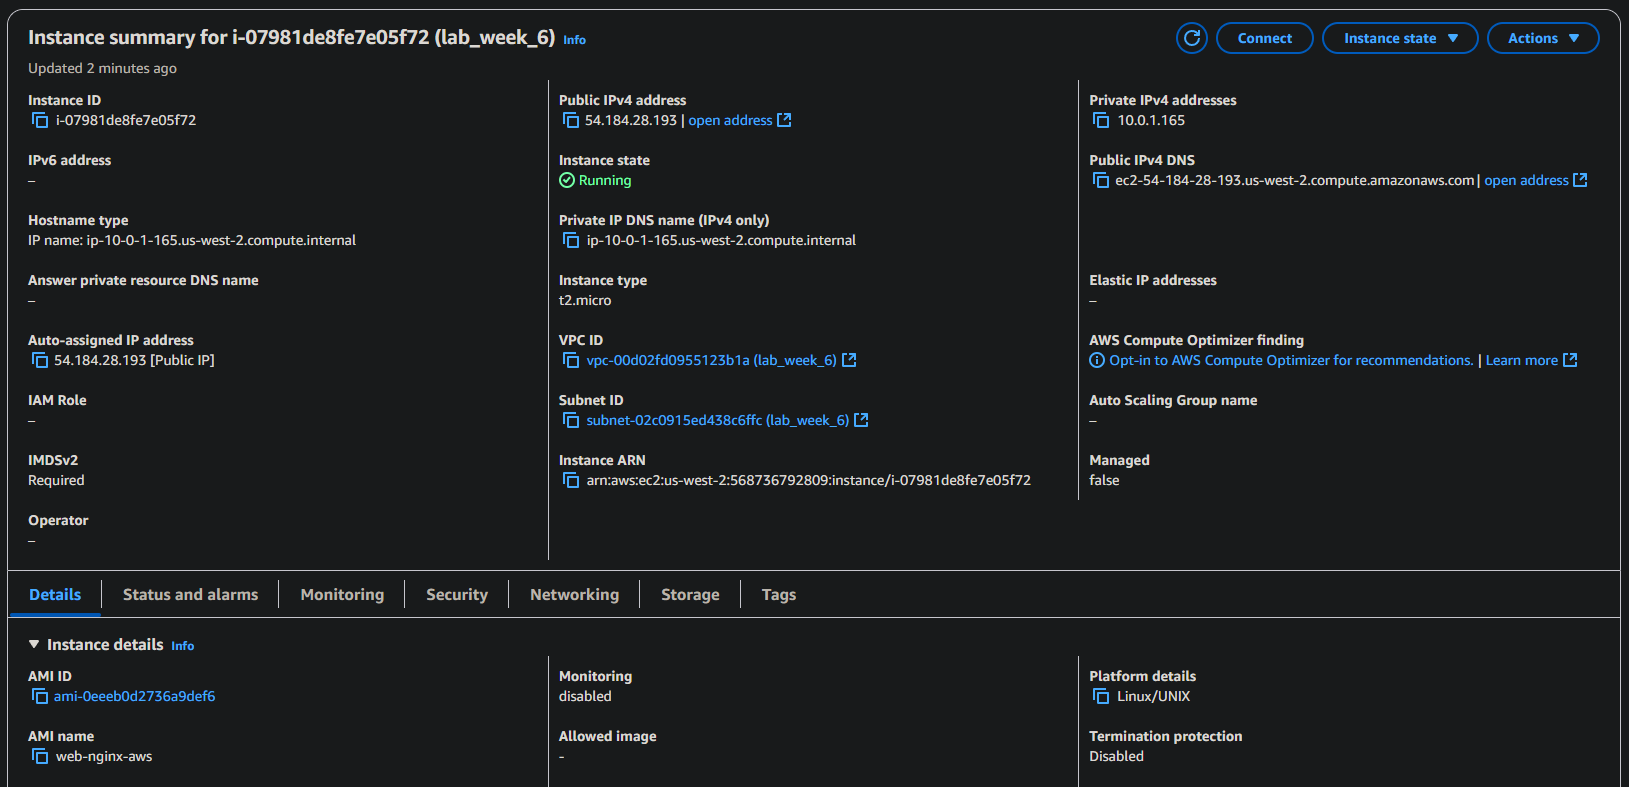 Instance summary for i-07981de8fe7e05f72 (lab_week_6) Info
Connect
Instance state
Actions
Updated 2 minutes ago
Instance ID
i-07981de8fe7e05f72
Public IPv4 address
54.184.28.193 | open address
Private IPv4 addresses
10.0.1.165
IPv6 address
–
Instance state
Running
Public IPv4 DNS
ec2-54-184-28-193.us-west-2.compute.amazonaws.com | open address
Hostname type
IP name: ip-10-0-1-165.us-west-2.compute.internal
Private IP DNS name (IPv4 only)
ip-10-0-1-165.us-west-2.compute.internal
Answer private resource DNS name
–
Instance type
t2.micro
Elastic IP addresses
–
Auto-assigned IP address
54.184.28.193 [Public IP]
VPC ID
vpc-00d02fd0955123b1a (lab_week_6)
AWS Compute Optimizer finding
Opt-in to AWS Compute Optimizer for recommendations. | Learn more
IAM Role
–
Subnet ID
subnet-02c0915ed438c6ffc (lab_week_6)
Auto Scaling Group name
–
IMDSv2
Required
Instance ARN
arn:aws:ec2:us-west-2:568736792809:instance/i-07981de8fe7e05f72
Managed
false
Operator
–
Details
Status and alarms
Monitoring
Security
Networking
Storage
Tags
Instance details Info
AMI ID
ami-0eeeb0d2736a9def6
Monitoring
disabled
Platform details
Linux/UNIX
AMI name
web-nginx-aws
Allowed image
-
Termination protection
Disabled